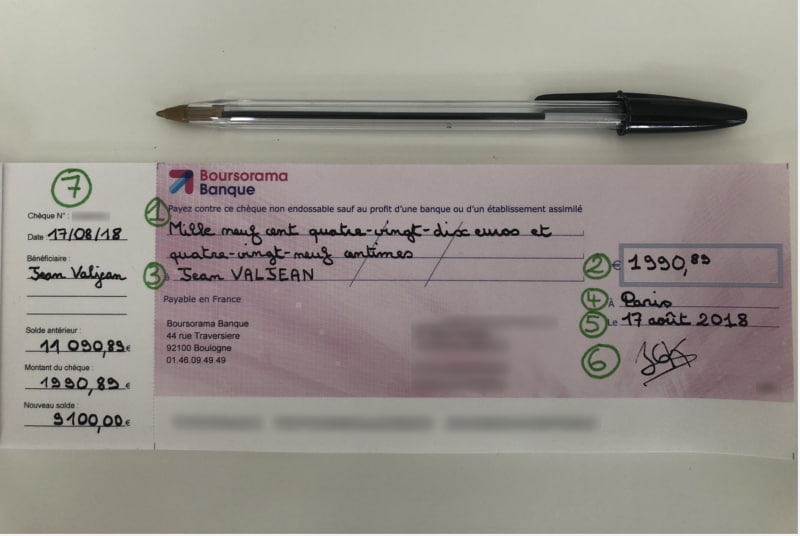 7
Chèque N° :
Date 17/08/18
Bénéficiaire :
Jean Valjean
Solde antérieur :
11 090,89€
Montant du chèque :
1990,89€
Nouveau solde :
9100,00€
Boursorama
Banque
1 Payez contre ce chèque non endossable sauf au profit d'une banque ou d'un établissement assimilé
Mille neuf cent quatre-vingt-dix euros et
quatre-vingt-neuf centimes
3 Jean VALJEAN
2 € 1990,89
Payable en France
4 À Paris
5 Le 17 août 2018
6
Boursorama Banque
44 rue Traversiere
92100 Boulogne
01.46.09.49.49